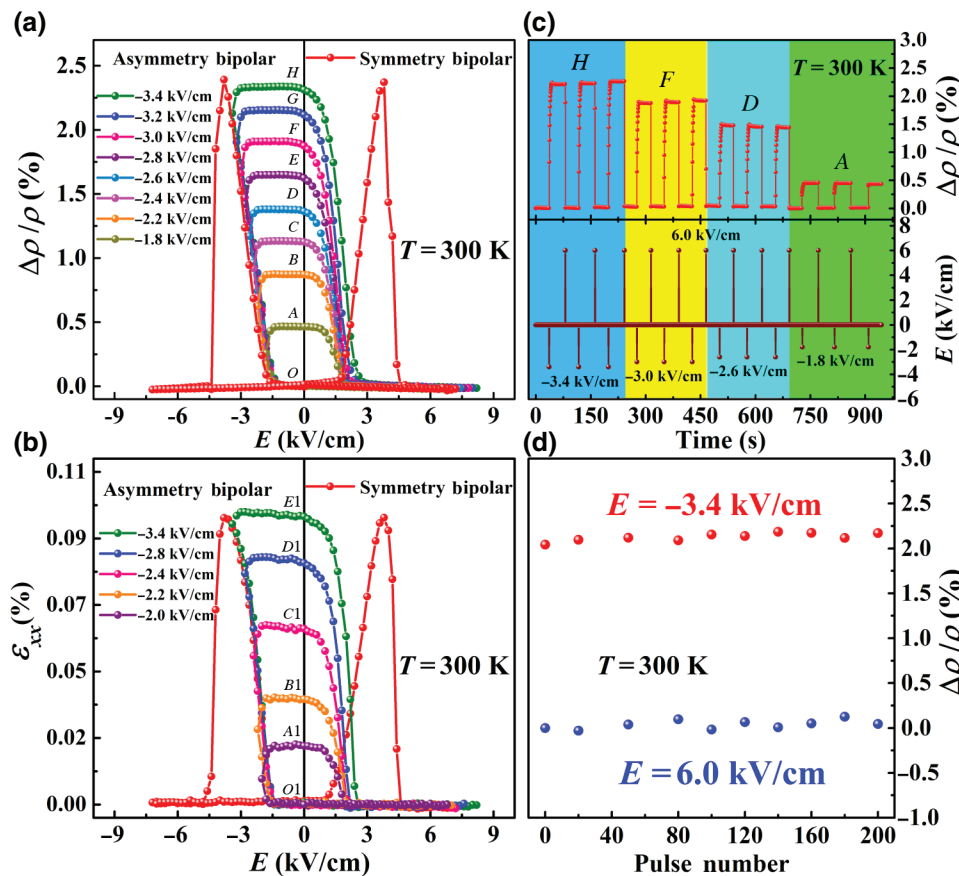 (a)
Asymmetry bipolar
Symmetry bipolar
−3.4 kV/cm
−3.2 kV/cm
−3.0 kV/cm
−2.8 kV/cm
−2.6 kV/cm
−2.4 kV/cm
−2.2 kV/cm
−1.8 kV/cm
H
G
F
E
D
C
B
A
O
T = 300 K
2.5
2.0
1.5
1.0
0.5
0.0
Δρ/ρ (%)
−9 −6 −3 0 3 6 9
E (kV/cm)
(b)
Asymmetry bipolar
Symmetry bipolar
−3.4 kV/cm
−2.8 kV/cm
−2.4 kV/cm
−2.2 kV/cm
−2.0 kV/cm
E1
D1
C1
B1
A1
O1
T = 300 K
0.11
0.09
0.07
0.05
0.02
0.00
εxx(%)
−9 −6 −3 0 3 6 9
E (kV/cm)
(c)
H
F
D
A
T = 300 K
3.0
2.5
2.0
1.5
1.0
0.5
0.0
Δρ/ρ (%)
6.0 kV/cm
−3.4 kV/cm
−3.0 kV/cm
−2.6 kV/cm
−1.8 kV/cm
8
6
4
2
0
−2
−4
−6
E (kV/cm)
0 150 300 450 600 750 900
Time (s)
(d)
E = −3.4 kV/cm
T = 300 K
E = 6.0 kV/cm
3.0
2.5
2.0
1.5
1.0
0.5
0.0
−0.5
−1.0
Δρ/ρ (%)
0 40 80 120 160 200
Pulse number